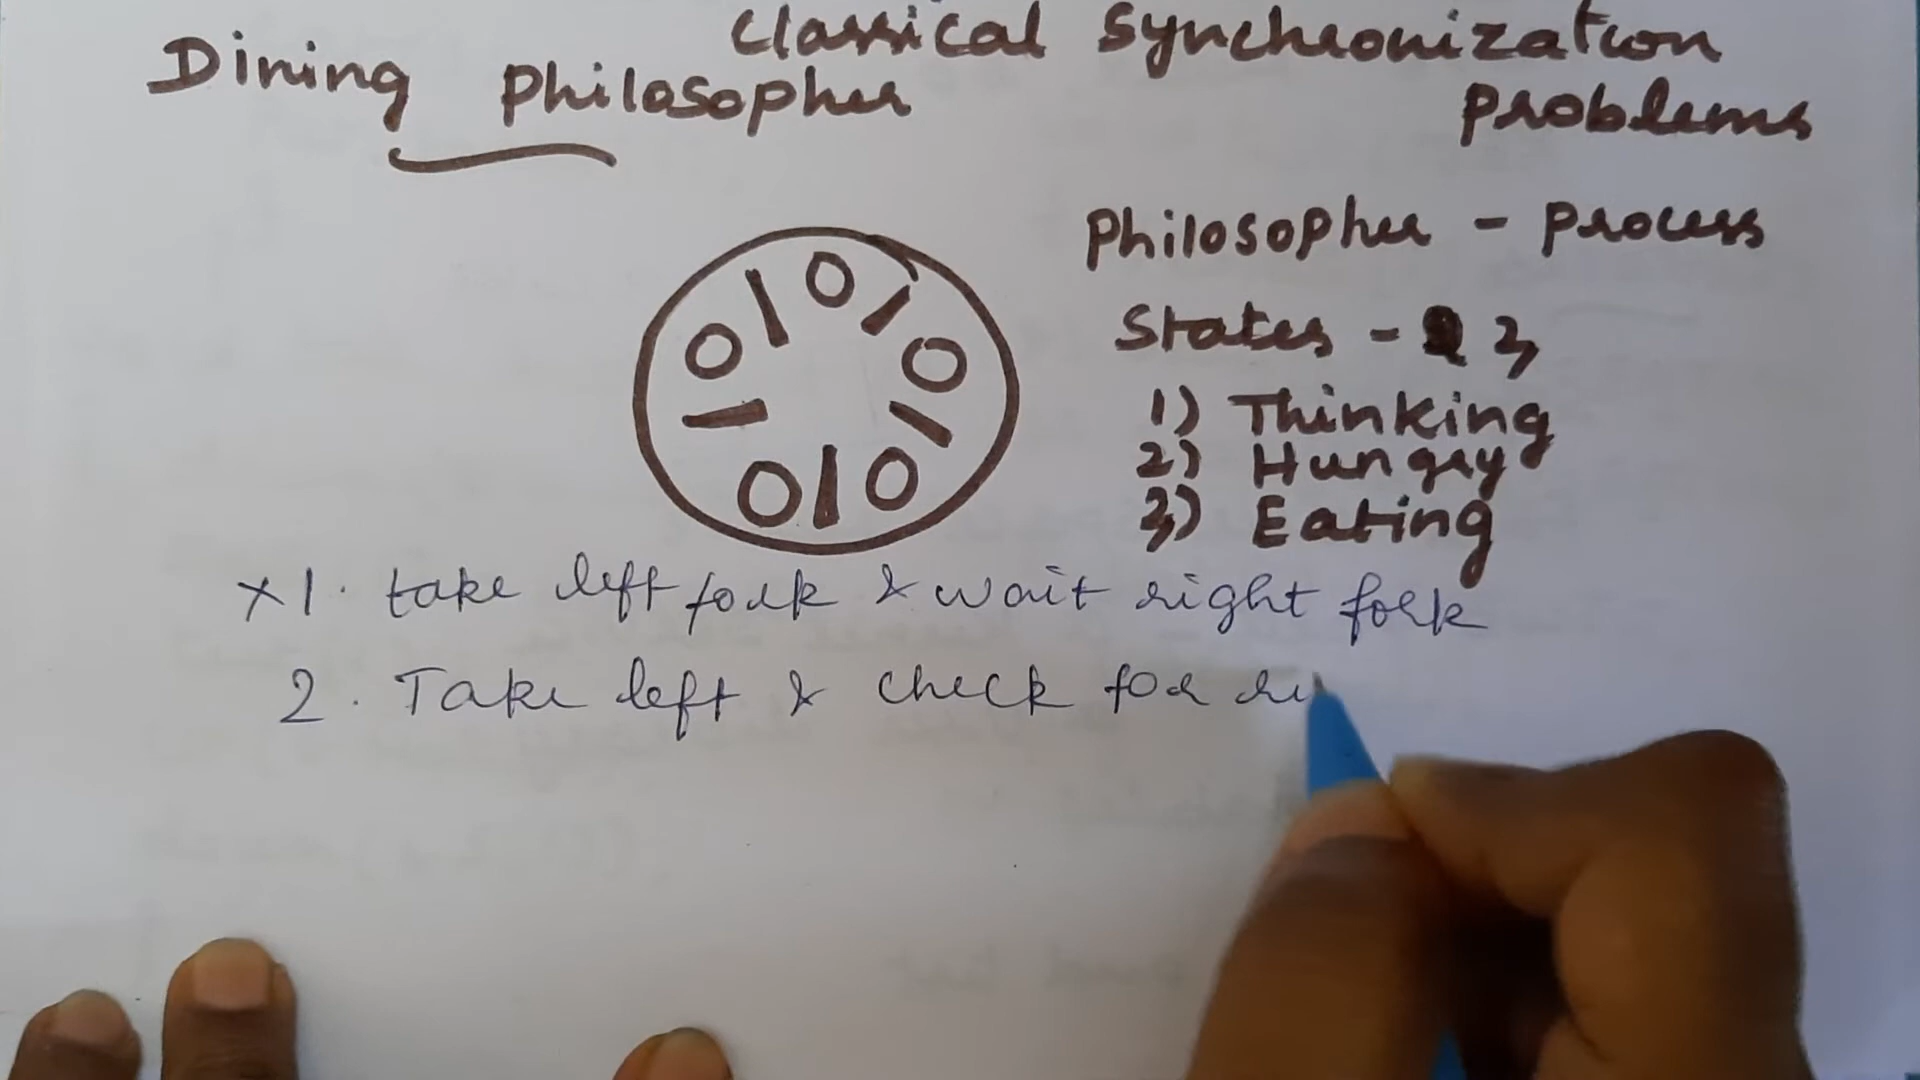 Classical Synchronization
Dining Philosopher
Problems
Philosopher - Process
States - 3
1) Thinking
2) Hungry
3) Eating
x 1. take left fork & wait right fork
2. Take left & check for